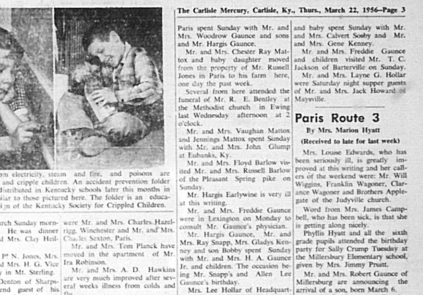 The Carlisle Mercury, Carlisle, Ky., Thurs., March 22, 1956—Page 3
on electricity, steam and fire, and poisons are
and cripple children. An accident prevention folder
distributed in Kentucky schools later this months in
similar to those pictured here. The folder is an educa-
ign of the Kentucky Society for Crippled Children.
urch Sunday morn-
He was dinner
and Mrs. Clay
N. Jones, Mrs.
Mrs. H. G. Vice
in Mt. Sterling.
Denton of Sharps-
end guest of his
were Mr. and Mrs. Charles Hazel-
rigg, Winchester and Mr. and Mrs.
Charles Sexton, Paris.
Mr. and Mrs. Tom Planck have
moved in the apartment of Mr.
Ira Robinson.
Mr. and Mrs. A. D. Hawkins
are very much improved after sev-
eral weeks illness from colds and
Paris spent Sunday with Mr. and
Mrs. Woodrow Gaunce and sons
and Mr. Hargis Gaunce.
Mr. and Mrs. Chester Ray Mat-
tox and baby daughter moved
from the property of Mr. Russell
Jones in Paris to his farm here,
one day the past week.
Several from here attended the
funeral of Mr. R. E. Bentley at
the Methodist church in Ewing
last Wednesday afternoon at 2
o'clock.
Mr. and Mrs. Vaughan Mattox
and Jennings Mattox spent Sunday
with Mr. and Mrs. John Glump
at Eubanks, Ky.
Mr. and Mrs. Floyd Barlow vis-
ited Mr. and Mrs. Russell Barlow
of the Pleasant Spring pike on
Sunday.
Mr. Hargis Earlywine is very ill
at this writing.
Mr. and Mrs. Freddie Gaunce
were in Lexington on Monday to
consult Mr. Gaunce's physician.
Mr. Hargis Gaunce, Mr. and
Mrs. Ray Snapp, Mrs. Gladys Ken-
ney and son Bobby spent Sunday
with Mr. and Mrs. H. A. Gaunce
Jr. and children. The occasion be-
ing Mr. Snapp's and Allen Lee
Gaunce's birthday.
Mrs. Lee Hollar of Headquart-
and baby spent Sunday with Mr.
and Mrs. Calvert Sosby and Mr.
and Mrs. Gene Kenney.
Mr. and Mrs. Freddie Gaunce
and children visited Mr. T. C.
Jackson of Barterville on Sunday.
Mr. and Mrs. Layne G. Hollar
were Saturday night supper guests
of Mr. and Mrs. Jack Howard of
Maysville.
Paris Route 3
By Mrs. Marion Hyatt
(Received to late for last week)
Mrs. Louise Edwards, who has
been seriously ill, is greatly im-
proved at this writing and her call-
ers of the weekend were: Mr. Will
Wiggins, Franklin Wagoner, Clar-
ance Wagoner and Brothers Apple-
gate of the Judyville church.
Word from Mrs. James Camp-
bell, who has been sick, is that she
is getting along nicely.
Phyllis Hyatt and all the sixth
grade pupils attended the birthday
party for Sally Crump Tuesday at
the Millersburg Elementary school,
given by Mrs. Jimmy Pruitt.
Mr. and Mrs. Robert Gaunce of
Millersburg are announcing the
arrival of a son, born March 6.